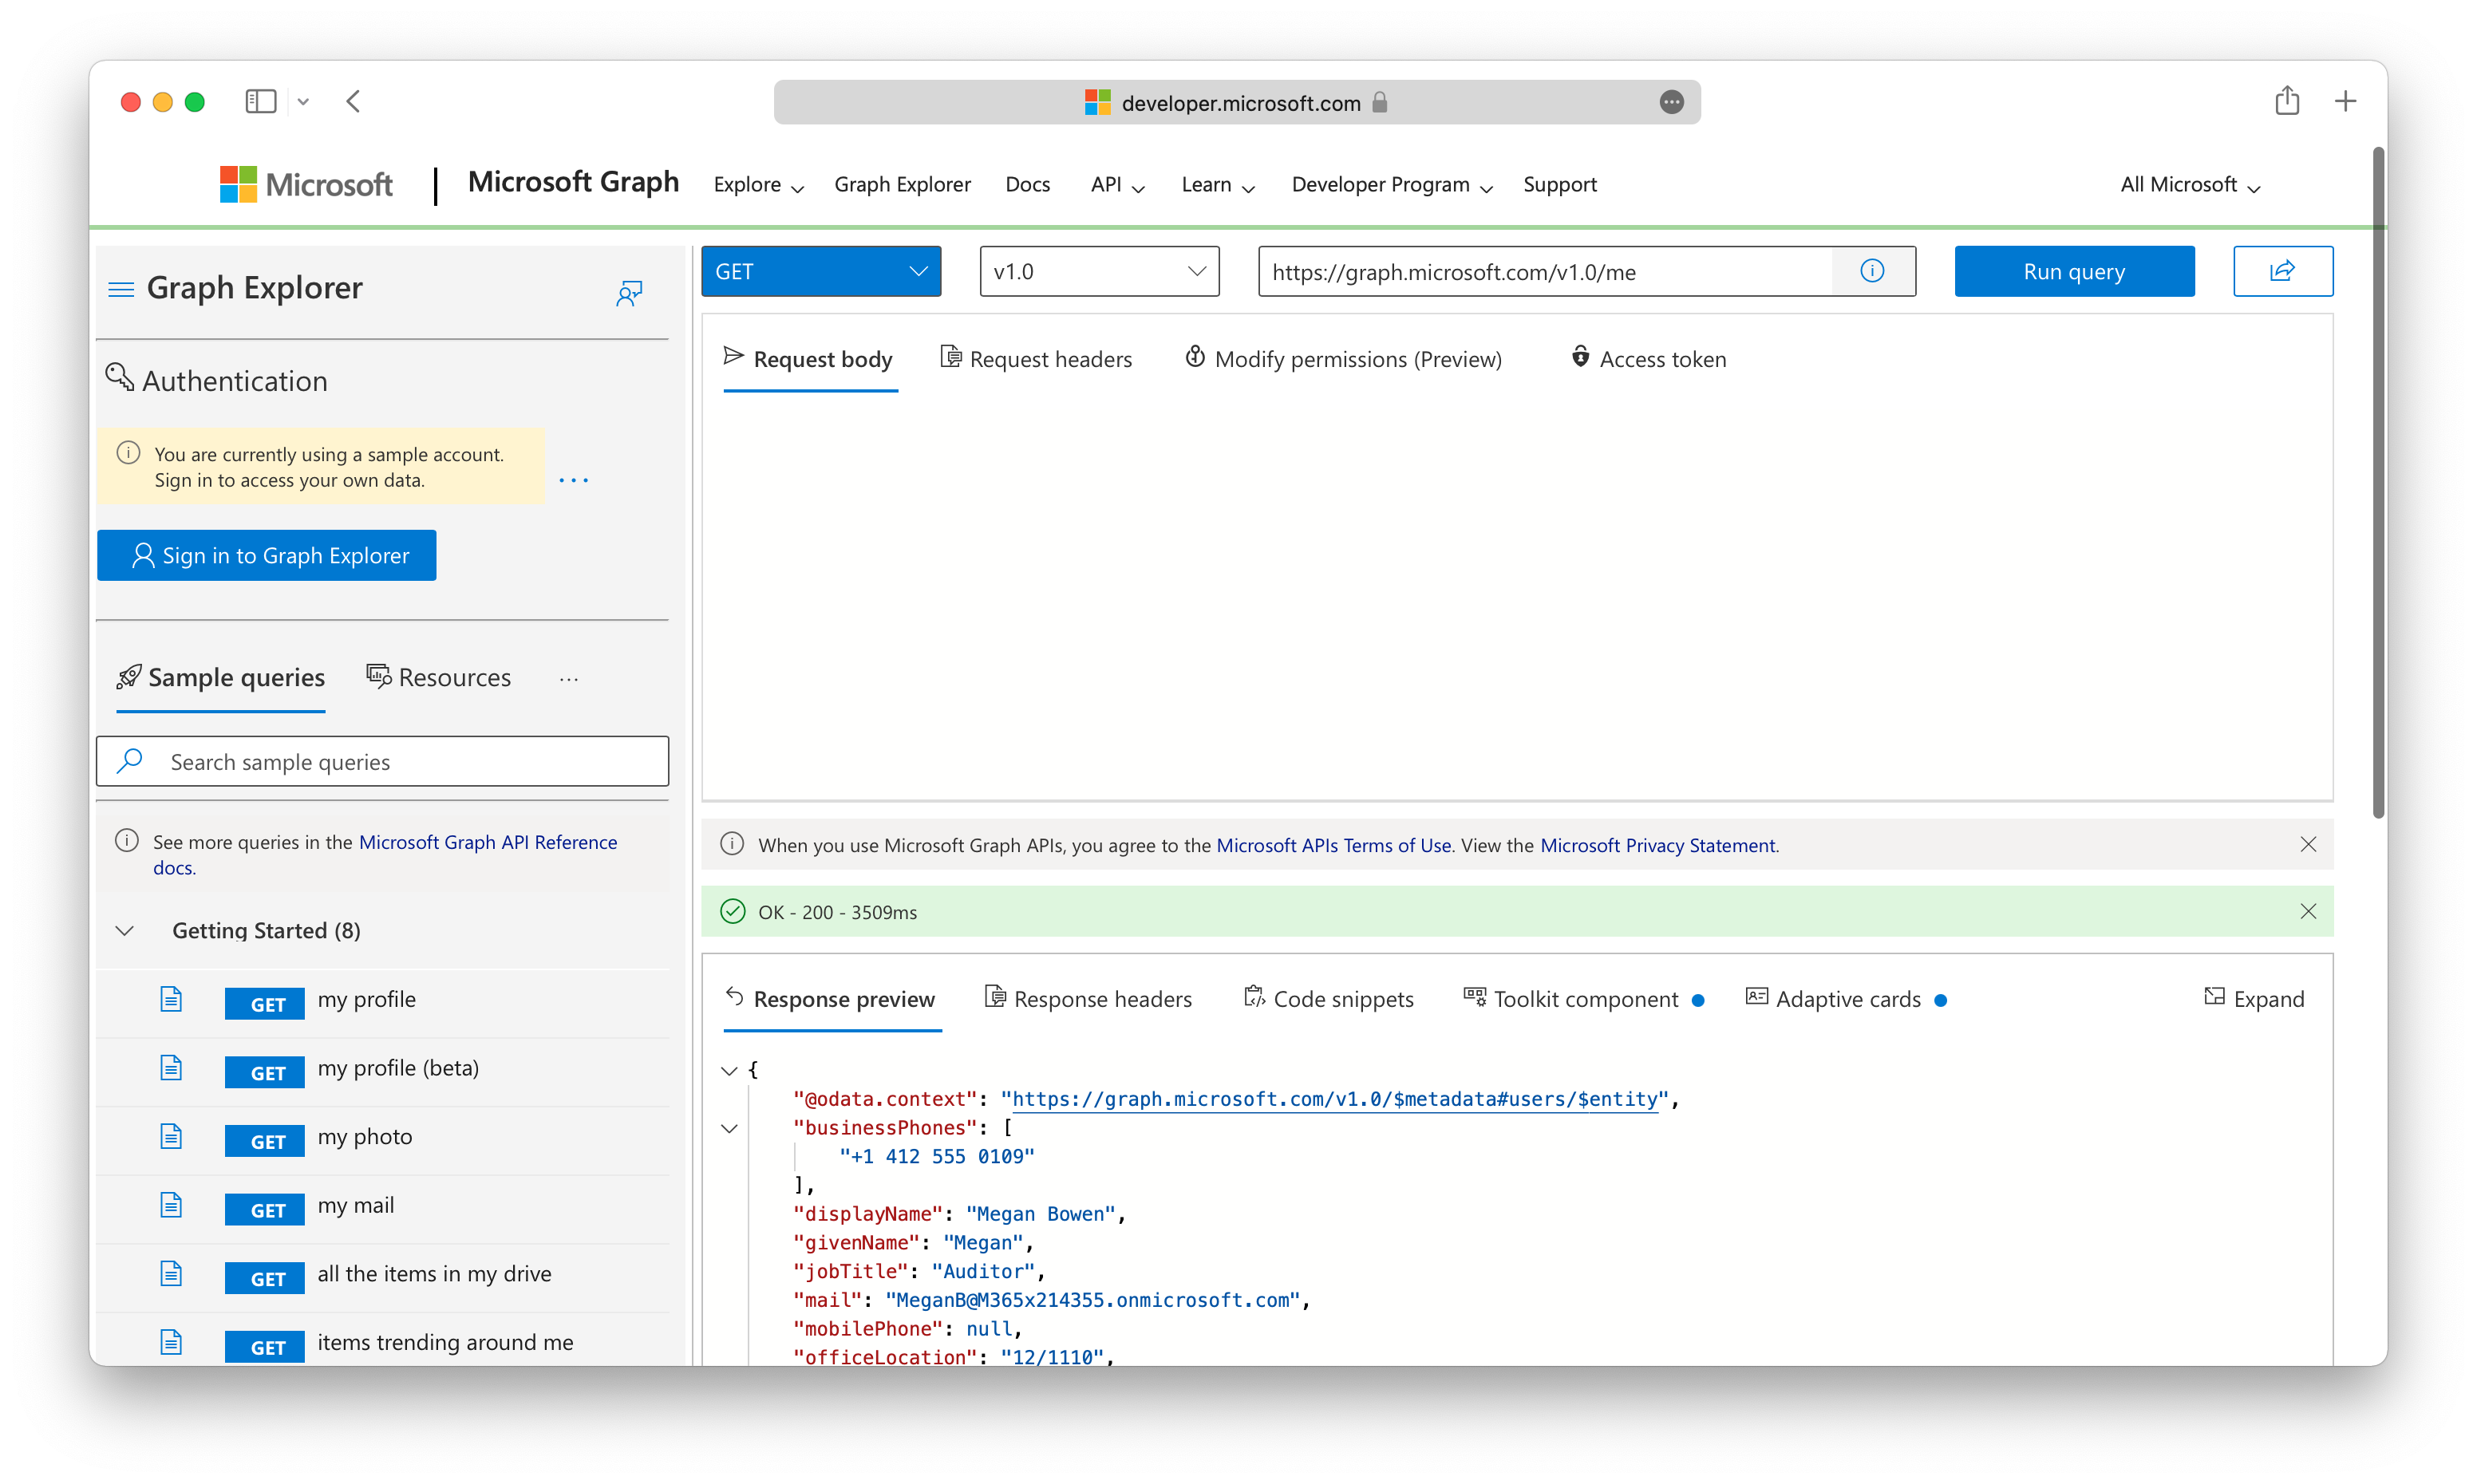 developer.microsoft.com
Microsoft
Microsoft Graph
Explore
Graph Explorer
Docs
API
Learn
Developer Program
Support
All Microsoft
Graph Explorer
Authentication
You are currently using a sample account.
Sign in to access your own data.
Sign in to Graph Explorer
Sample queries
Resources
Search sample queries
See more queries in the Microsoft Graph API Reference
docs.
Getting Started (8)
GET my profile
GET my profile (beta)
GET my photo
GET my mail
GET all the items in my drive
GET items trending around me
GET
v1.0
https://graph.microsoft.com/v1.0/me
Run query
Request body
Request headers
Modify permissions (Preview)
Access token
When you use Microsoft Graph APIs, you agree to the Microsoft APIs Terms of Use. View the Microsoft Privacy Statement.
OK - 200 - 3509ms
Response preview
Response headers
Code snippets
Toolkit component
Adaptive cards
Expand
{
"@odata.context": "https://graph.microsoft.com/v1.0/$metadata#users/$entity",
"businessPhones": [
"+1 412 555 0109"
],
"displayName": "Megan Bowen",
"givenName": "Megan",
"jobTitle": "Auditor",
"mail": "MeganB@M365x214355.onmicrosoft.com",
"mobilePhone": null,
"officeLocation": "12/1110",